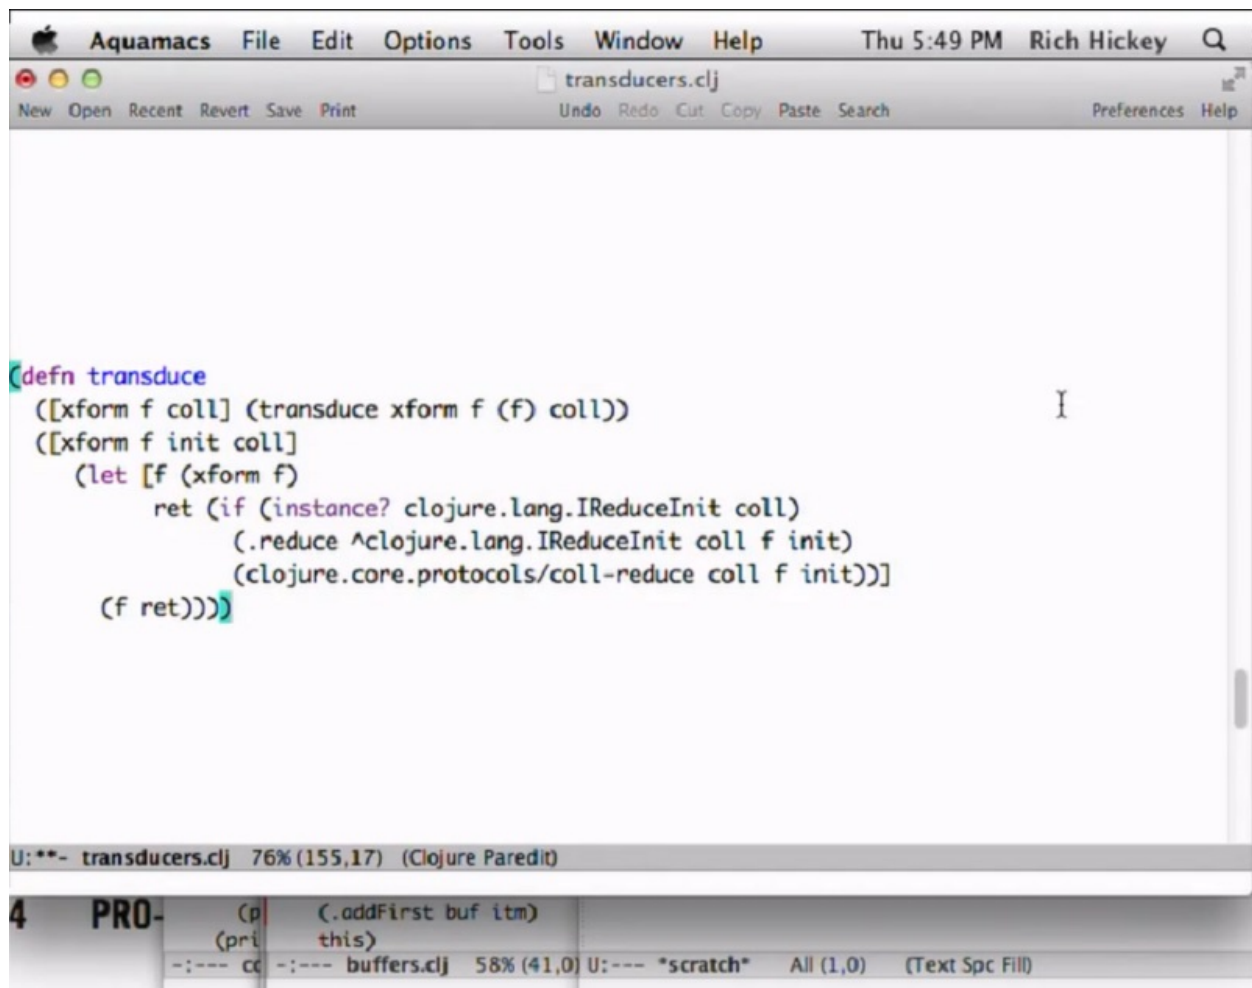 Aquamacs File Edit Options Tools Window Help Thu 5:49 PM Rich Hickey
transducers.clj
New Open Recent Revert Save Print Undo Redo Cut Copy Paste Search Preferences Help
(defn transduce
  ([xform f coll] (transduce xform f (f) coll))
  ([xform f init coll]
     (let [f (xform f)
           ret (if (instance? clojure.lang.IReduceInit coll)
                 (.reduce ^clojure.lang.IReduceInit coll f init)
                 (clojure.core.protocols/coll-reduce coll f init))]
       (f ret))))
U:**- transducers.clj 76% (155,17) (Clojure Paredit)
4 PRO- (p (.addFirst buf itm)
(pri this)
-:--- cc -:--- buffers.clj 58% (41,0) U:--- *scratch* All (1,0) (Text Spc Fill)